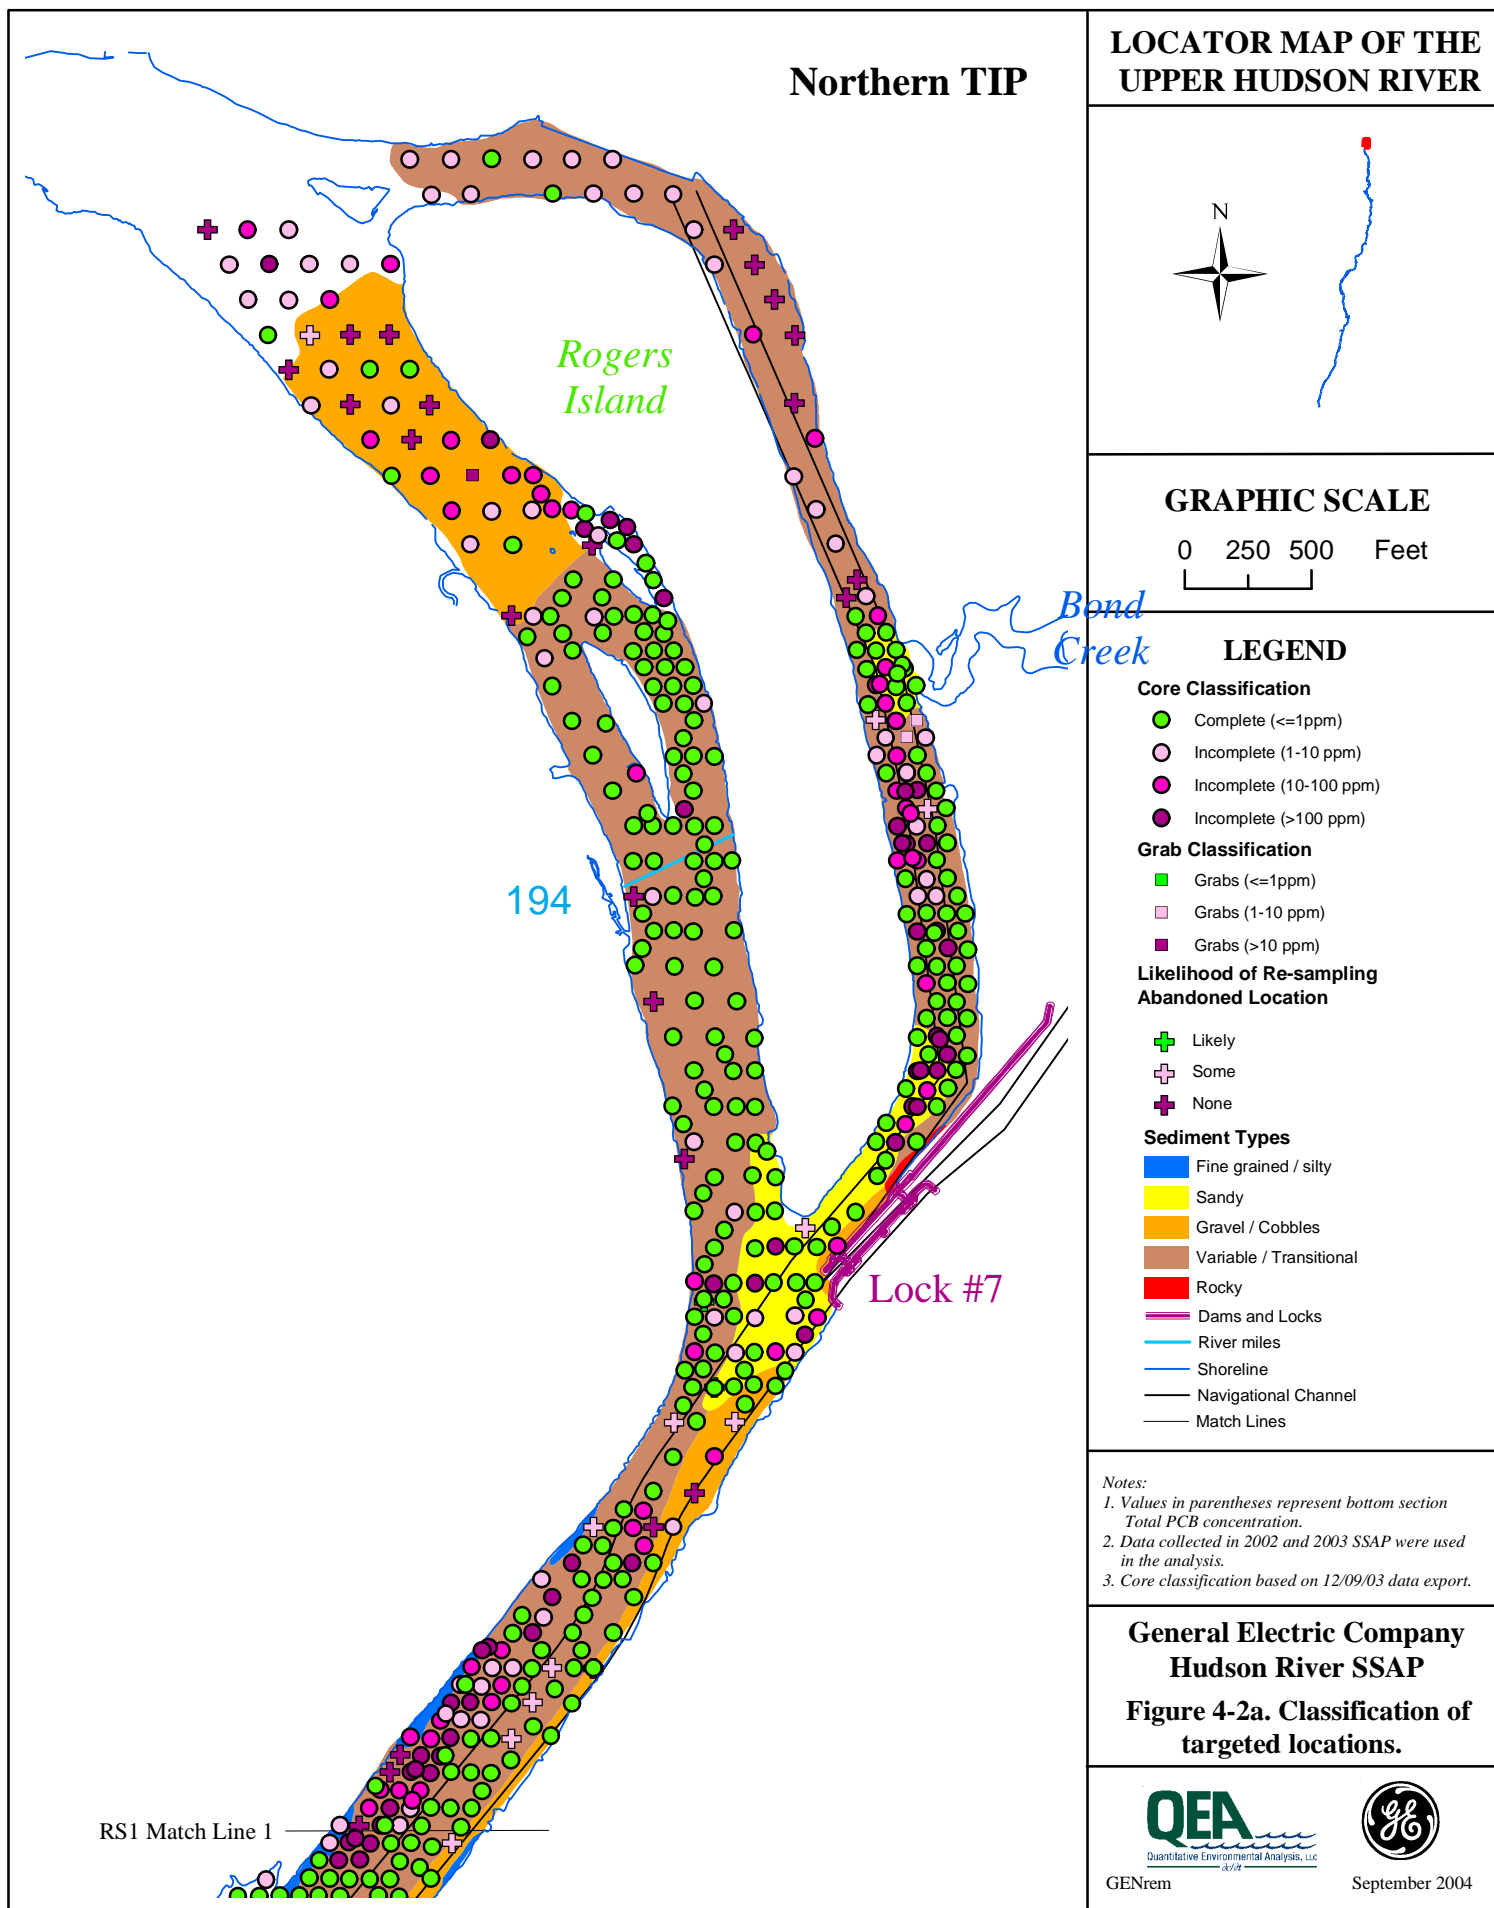 Northern TIP
Rogers
Island
Bond
Creek
194
Lock #7
RS1 Match Line 1
LOCATOR MAP OF THE
UPPER HUDSON RIVER
N
GRAPHIC SCALE
0 250 500 Feet
LEGEND
Core Classification
Complete (<=1ppm)
Incomplete (1-10 ppm)
Incomplete (10-100 ppm)
Incomplete (>100 ppm)
Grab Classification
Grabs (<=1ppm)
Grabs (1-10 ppm)
Grabs (>10 ppm)
Likelihood of Re-sampling
Abandoned Location
Likely
Some
None
Sediment Types
Fine grained / silty
Sandy
Gravel / Cobbles
Variable / Transitional
Rocky
Dams and Locks
River miles
Shoreline
Navigational Channel
Match Lines
Notes:
1. Values in parentheses represent bottom section
Total PCB concentration.
2. Data collected in 2002 and 2003 SSAP were used
in the analysis.
3. Core classification based on 12/09/03 data export.
General Electric Company
Hudson River SSAP
Figure 4-2a. Classification of
targeted locations.
QEA
Quantitative Environmental Analysis, LLC
∂c/∂t
GE
GENrem
September 2004